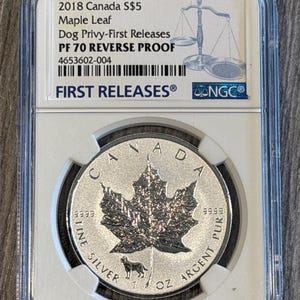 2018 Canada S$5
Maple Leaf
Dog Privy-First Releases
PF 70 REVERSE PROOF
4653602-004
FIRST RELEASES®
NGC®
CANADA
9999 9999
FINE SILVER 1 OZ ARGENT PUR